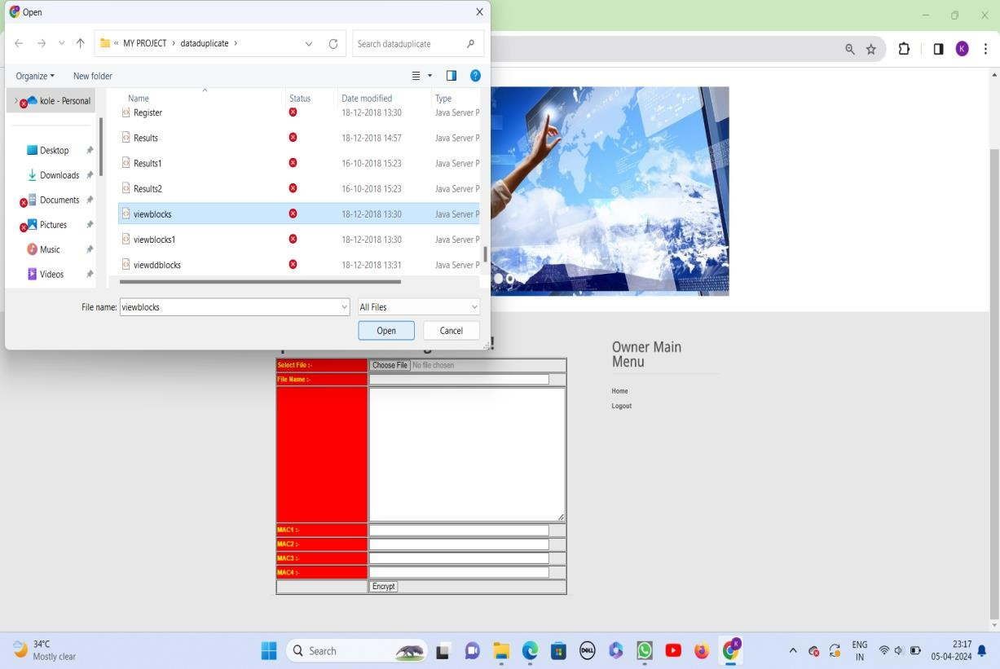 Open
« MY PROJECT > dataduplicate >
Search dataduplicate
Organize
New folder
kole - Personal
Desktop
Downloads
Documents
Pictures
Music
Videos
Name Status Date modified Type
Register 18-12-2018 13:30 Java Server P
Results 18-12-2018 14:57 Java Server P
Results1 16-10-2018 15:23 Java Server P
Results2 16-10-2018 15:23 Java Server P
viewblocks 18-12-2018 13:30 Java Server P
viewblocks1 18-12-2018 13:30 Java Server P
viewddblocks 18-12-2018 13:31 Java Server P
File name: viewblocks
All Files
Open
Cancel
K
Select File :-
Choose File No file chosen
File Name :-
MAC1 :-
MAC2 :-
MAC3 :-
MAC4 :-
Encrypt
Owner Main
Menu
Home
Logout
34°C
Mostly clear
Search
DELL
K
ENG
IN
23:17
05-04-2024